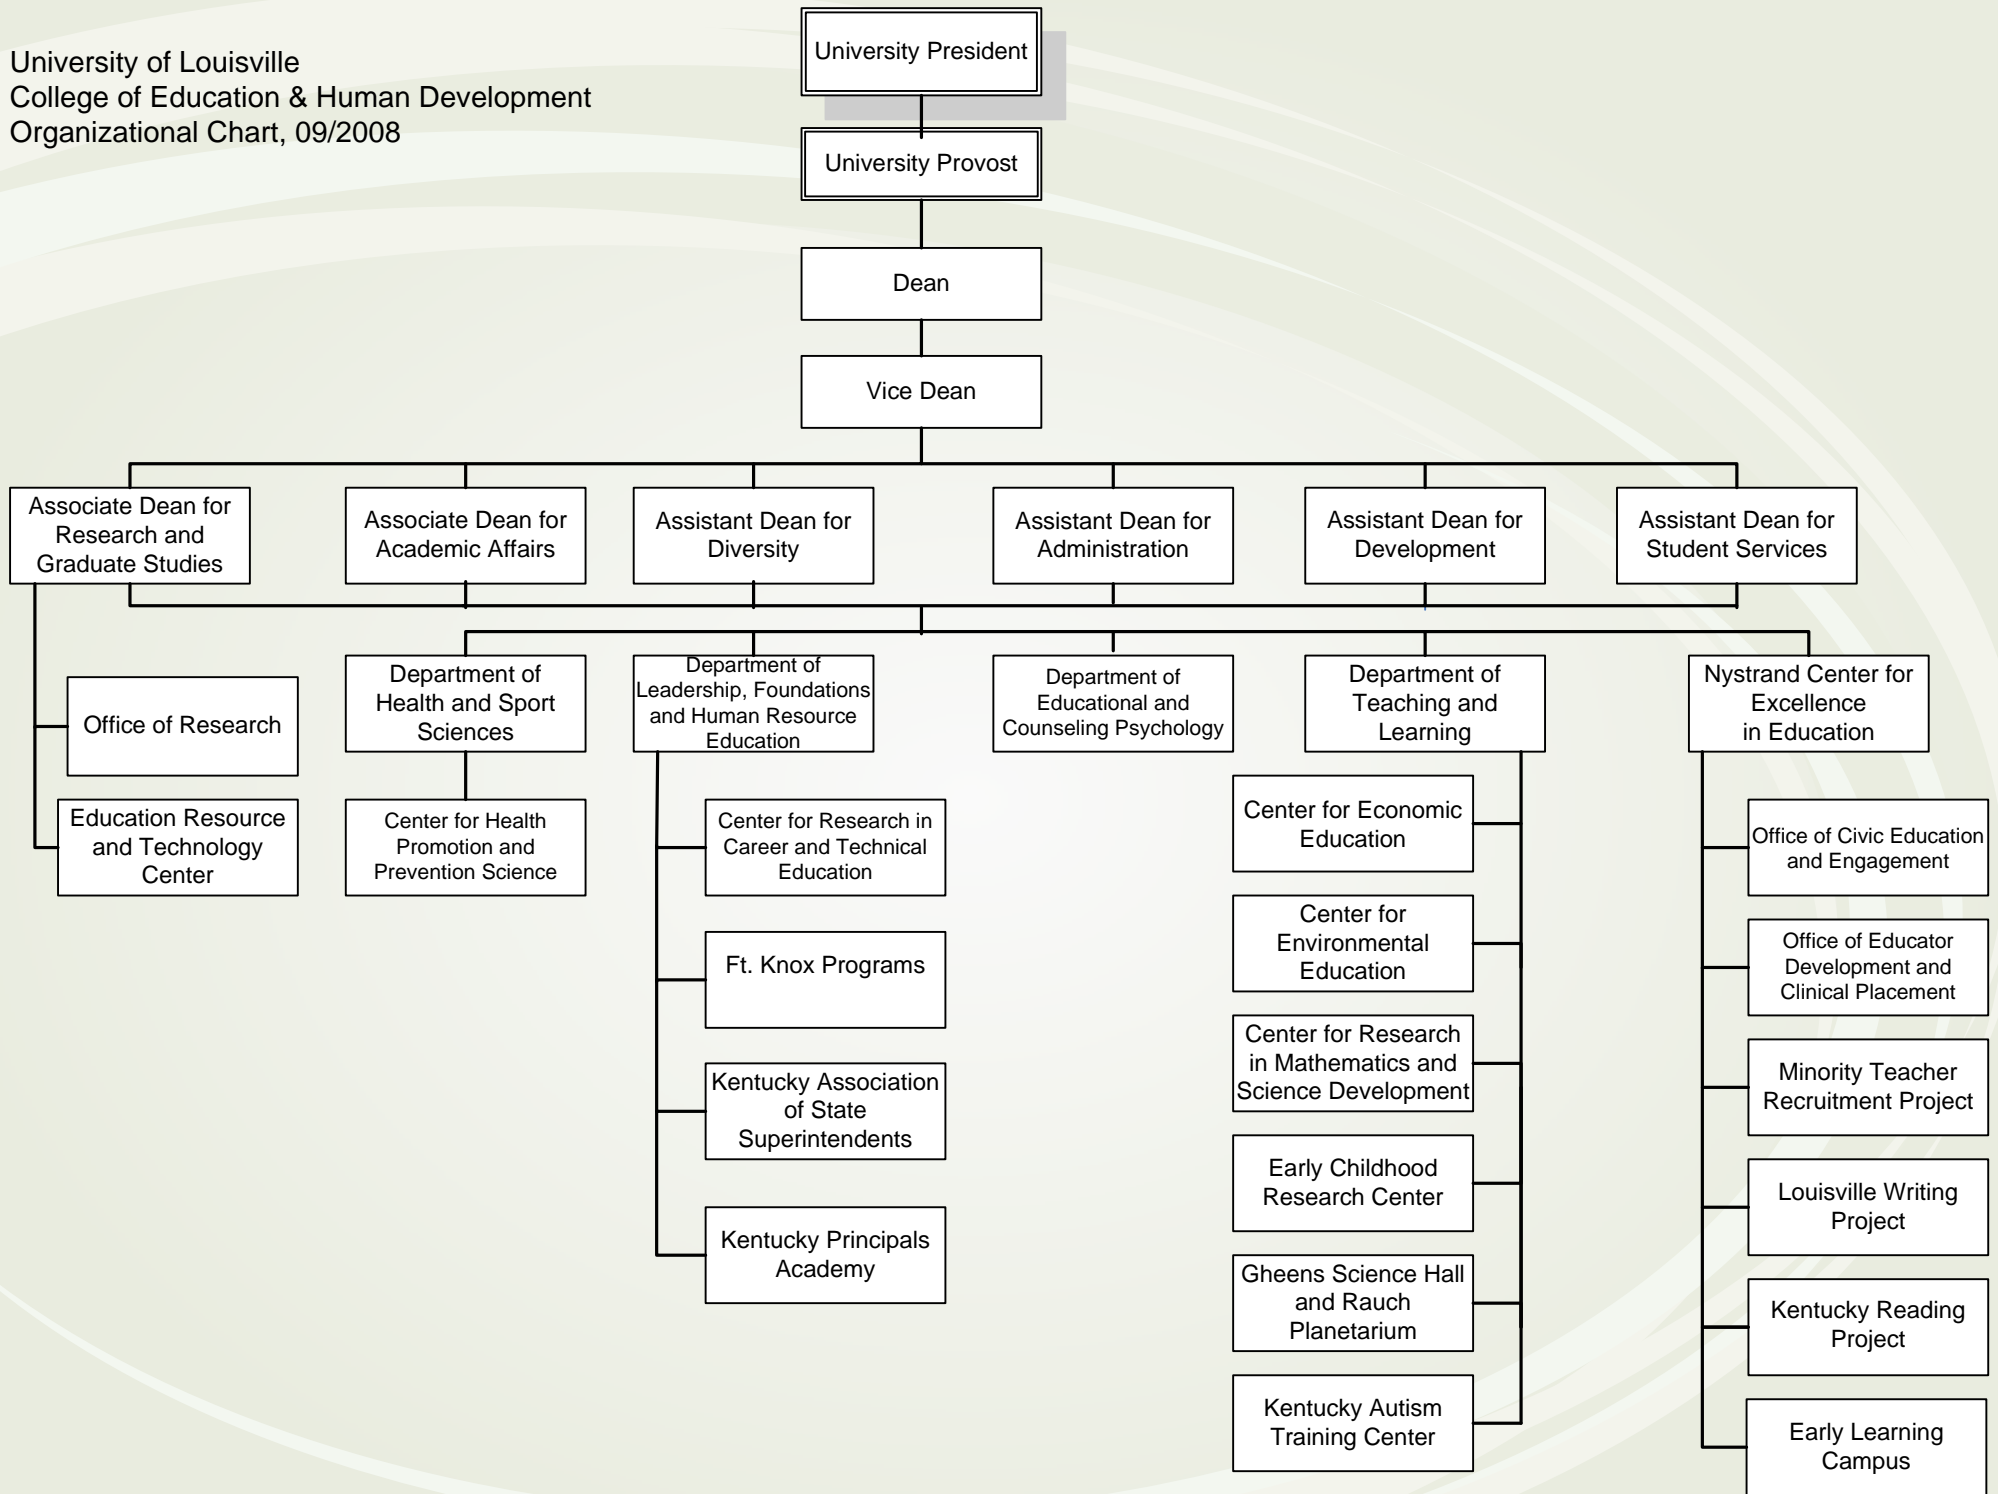 University of Louisville
College of Education & Human Development
Organizational Chart, 09/2008
University President
University Provost
Dean
Vice Dean
Associate Dean for
Research and
Graduate Studies
Associate Dean for
Academic Affairs
Assistant Dean for
Diversity
Assistant Dean for
Administration
Assistant Dean for
Development
Assistant Dean for
Student Services
Office of Research
Education Resource
and Technology
Center
Department of
Health and Sport
Sciences
Center for Health
Promotion and
Prevention Science
Department of
Leadership, Foundations
and Human Resource
Education
Center for Research in
Career and Technical
Education
Ft. Knox Programs
Kentucky Association
of State
Superintendents
Kentucky Principals
Academy
Department of
Educational and
Counseling Psychology
Department of
Teaching and
Learning
Center for Economic
Education
Center for
Environmental
Education
Center for Research
in Mathematics and
Science Development
Early Childhood
Research Center
Gheens Science Hall
and Rauch
Planetarium
Kentucky Autism
Training Center
Nystrand Center for
Excellence
in Education
Office of Civic Education
and Engagement
Office of Educator
Development and
Clinical Placement
Minority Teacher
Recruitment Project
Louisville Writing
Project
Kentucky Reading
Project
Early Learning
Campus